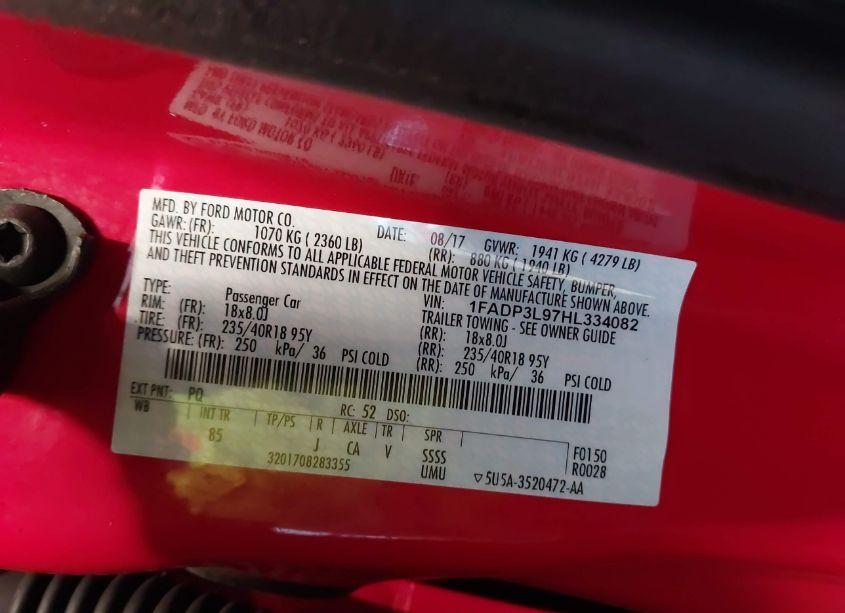 MFD. BY FORD MOTOR CO.
DATE: 08/17 GVWR: 1941 KG ( 4279 LB)
GAWR: (FR): 1070 KG ( 2360 LB) (RR): 880 KG ( 1940 LB)
THIS VEHICLE CONFORMS TO ALL APPLICABLE FEDERAL MOTOR VEHICLE SAFETY, BUMPER,
AND THEFT PREVENTION STANDARDS IN EFFECT ON THE DATE OF MANUFACTURE SHOWN ABOVE.
VIN: 1FADP3L97HL334082
TYPE: Passenger Car TRAILER TOWING - SEE OWNER GUIDE
RIM: (FR): 18x8.0J (RR): 18x8.0J
TIRE: (FR): 235/40R18 95Y (RR): 235/40R18 95Y
PRESSURE: (FR): 250 kPa/ 36 PSI COLD (RR): 250 kPa/ 36 PSI COLD
EXT PNT: PQ RC: 52 DSO:
WB INT TR TP/PS R AXLE TR SPR F0150
85 J CA V SSSS R0028
3201708283355 UMU ▽5U5A-3520472-AA